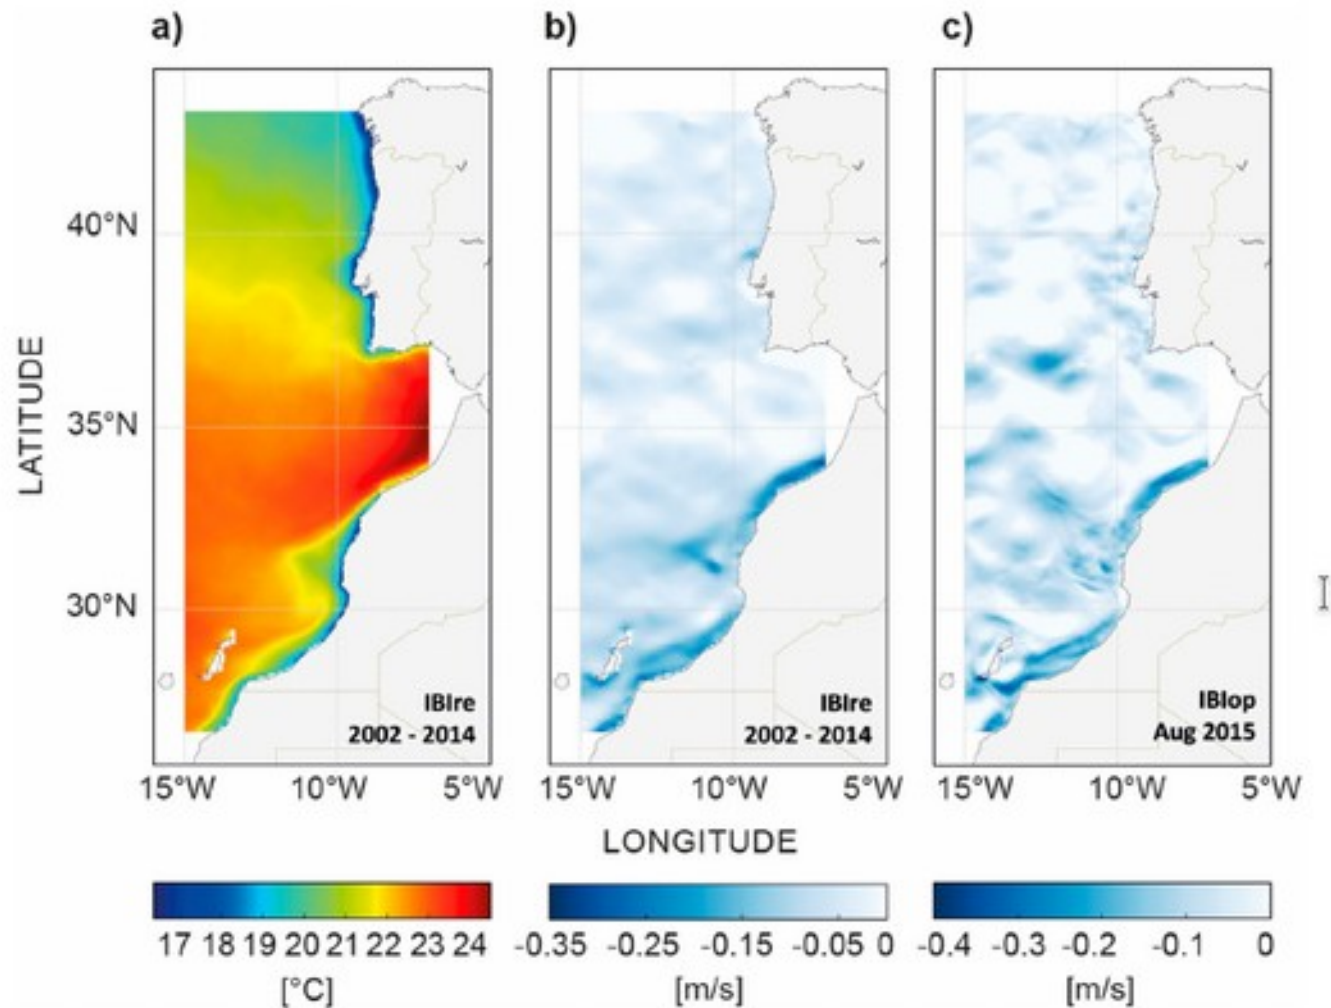 a)
b)
c)
LATITUDE
40°N
35°N
30°N
IBIre
2002 - 2014
IBIre
2002 - 2014
IBIop
Aug 2015
15°W 10°W 5°W
15°W 10°W 5°W
15°W 10°W 5°W
LONGITUDE
17 18 19 20 21 22 23 24
[°C]
-0.35 -0.25 -0.15 -0.05 0
[m/s]
-0.4 -0.3 -0.2 -0.1 0
[m/s]